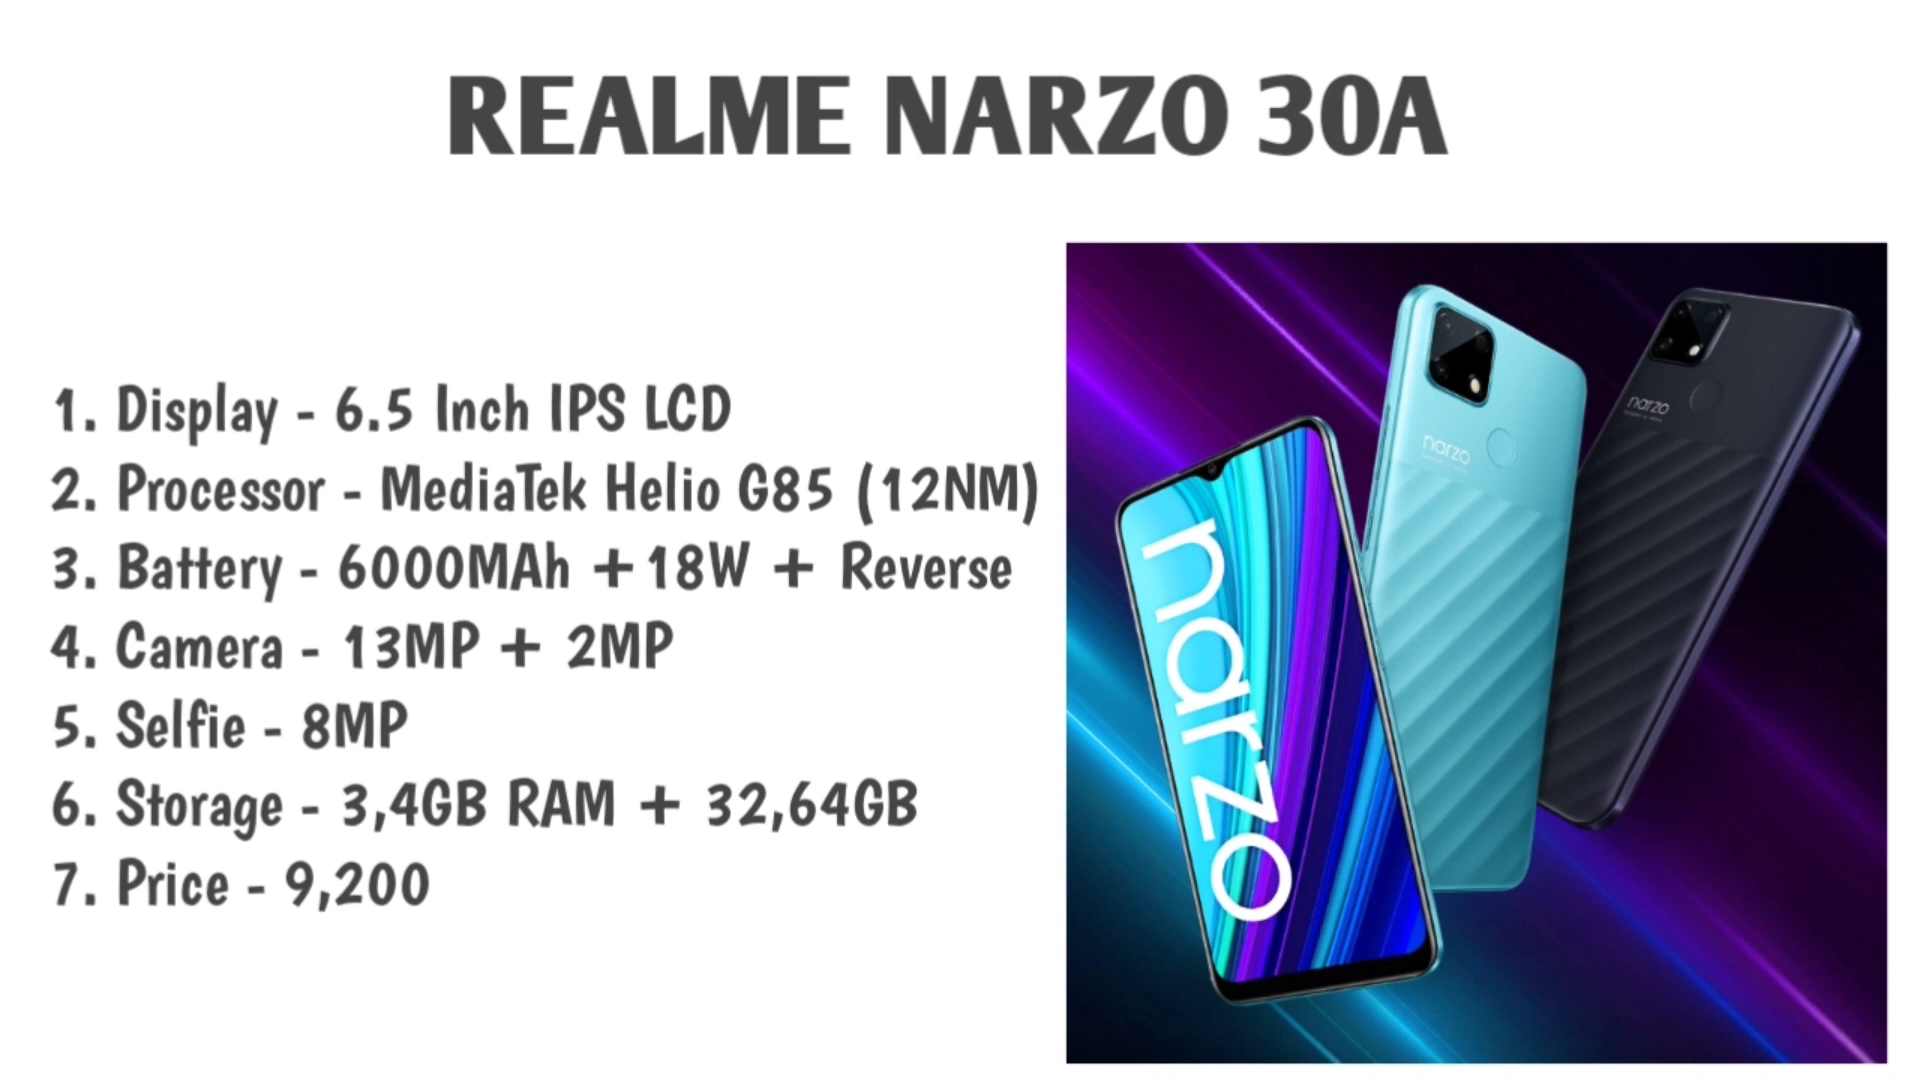 REALME NARZO 30A
1. Display - 6.5 Inch IPS LCD
2. Processor - MediaTek Helio G85 (12NM)
3. Battery - 6000MAh + 18W + Reverse
4. Camera - 13MP + 2MP
5. Selfie - 8MP
6. Storage - 3,4GB RAM + 32,64GB
7. Price - 9,200
narzo
narzo
narzo